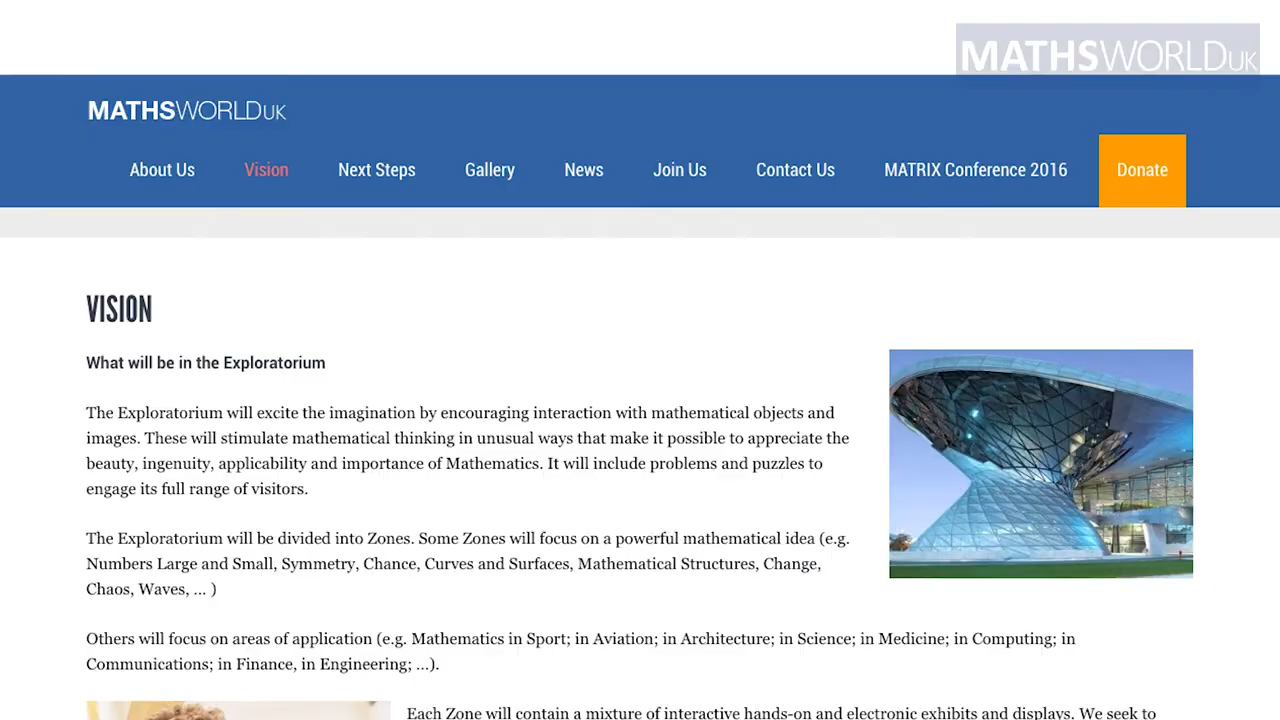 MATHSWORLDUK
MATHSWORLDUK
About Us Vision Next Steps Gallery News Join Us Contact Us MATRIX Conference 2016 Donate
VISION
What will be in the Exploratorium
The Exploratorium will excite the imagination by encouraging interaction with mathematical objects and
images. These will stimulate mathematical thinking in unusual ways that make it possible to appreciate the
beauty, ingenuity, applicability and importance of Mathematics. It will include problems and puzzles to
engage its full range of visitors.
The Exploratorium will be divided into Zones. Some Zones will focus on a powerful mathematical idea (e.g.
Numbers Large and Small, Symmetry, Chance, Curves and Surfaces, Mathematical Structures, Change,
Chaos, Waves, ... )
Others will focus on areas of application (e.g. Mathematics in Sport; in Aviation; in Architecture; in Science; in Medicine; in Computing; in
Communications; in Finance, in Engineering; ...).
Each Zone will contain a mixture of interactive hands-on and electronic exhibits and displays. We seek to